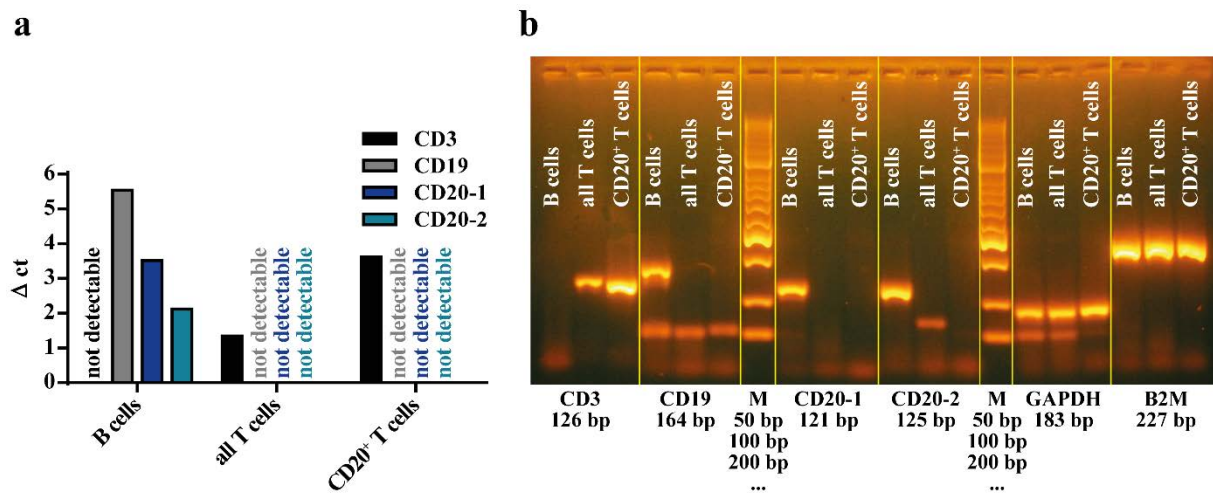 a
CD3
CD19
CD20-1
CD20-2
6
5
4
3
2
1
0
Δ ct
not detectable
not detectable
not detectable
not detectable
not detectable
not detectable
not detectable
B cells
all T cells
CD20⁺ T cells
b
B cells
all T cells
CD20⁺ T cells
B cells
all T cells
CD20⁺ T cells
B cells
all T cells
CD20⁺ T cells
B cells
all T cells
CD20⁺ T cells
B cells
all T cells
CD20⁺ T cells
CD3
126 bp
CD19
164 bp
M
50 bp
100 bp
200 bp
...
CD20-1
121 bp
CD20-2
125 bp
M
50 bp
100 bp
200 bp
...
GAPDH
183 bp
B2M
227 bp
B cells
all T cells
CD20⁺ T cells